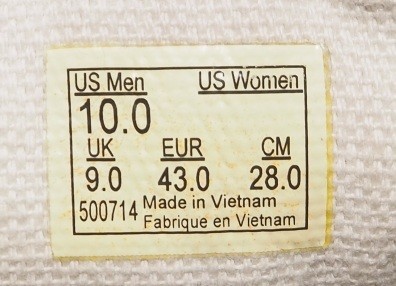 US Men US Women
10.0
UK EUR CM
9.0 43.0 28.0
500714 Made in Vietnam
Fabrique en Vietnam